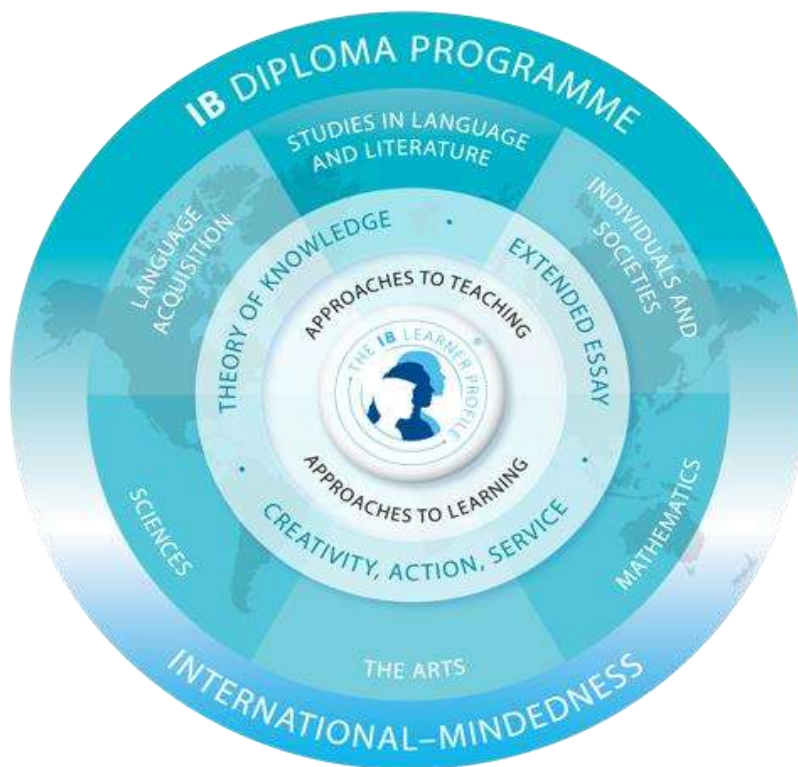 IB DIPLOMA PROGRAMME
STUDIES IN LANGUAGE
AND LITERATURE
LANGUAGE
ACQUISITION
INDIVIDUALS AND
SOCIETIES
THEORY OF KNOWLEDGE
EXTENDED ESSAY
APPROACHES TO TEACHING
THE IB LEARNER PROFILE
®
APPROACHES TO LEARNING
CREATIVITY, ACTION, SERVICE
SCIENCES
MATHEMATICS
THE ARTS
INTERNATIONAL–MINDEDNESS